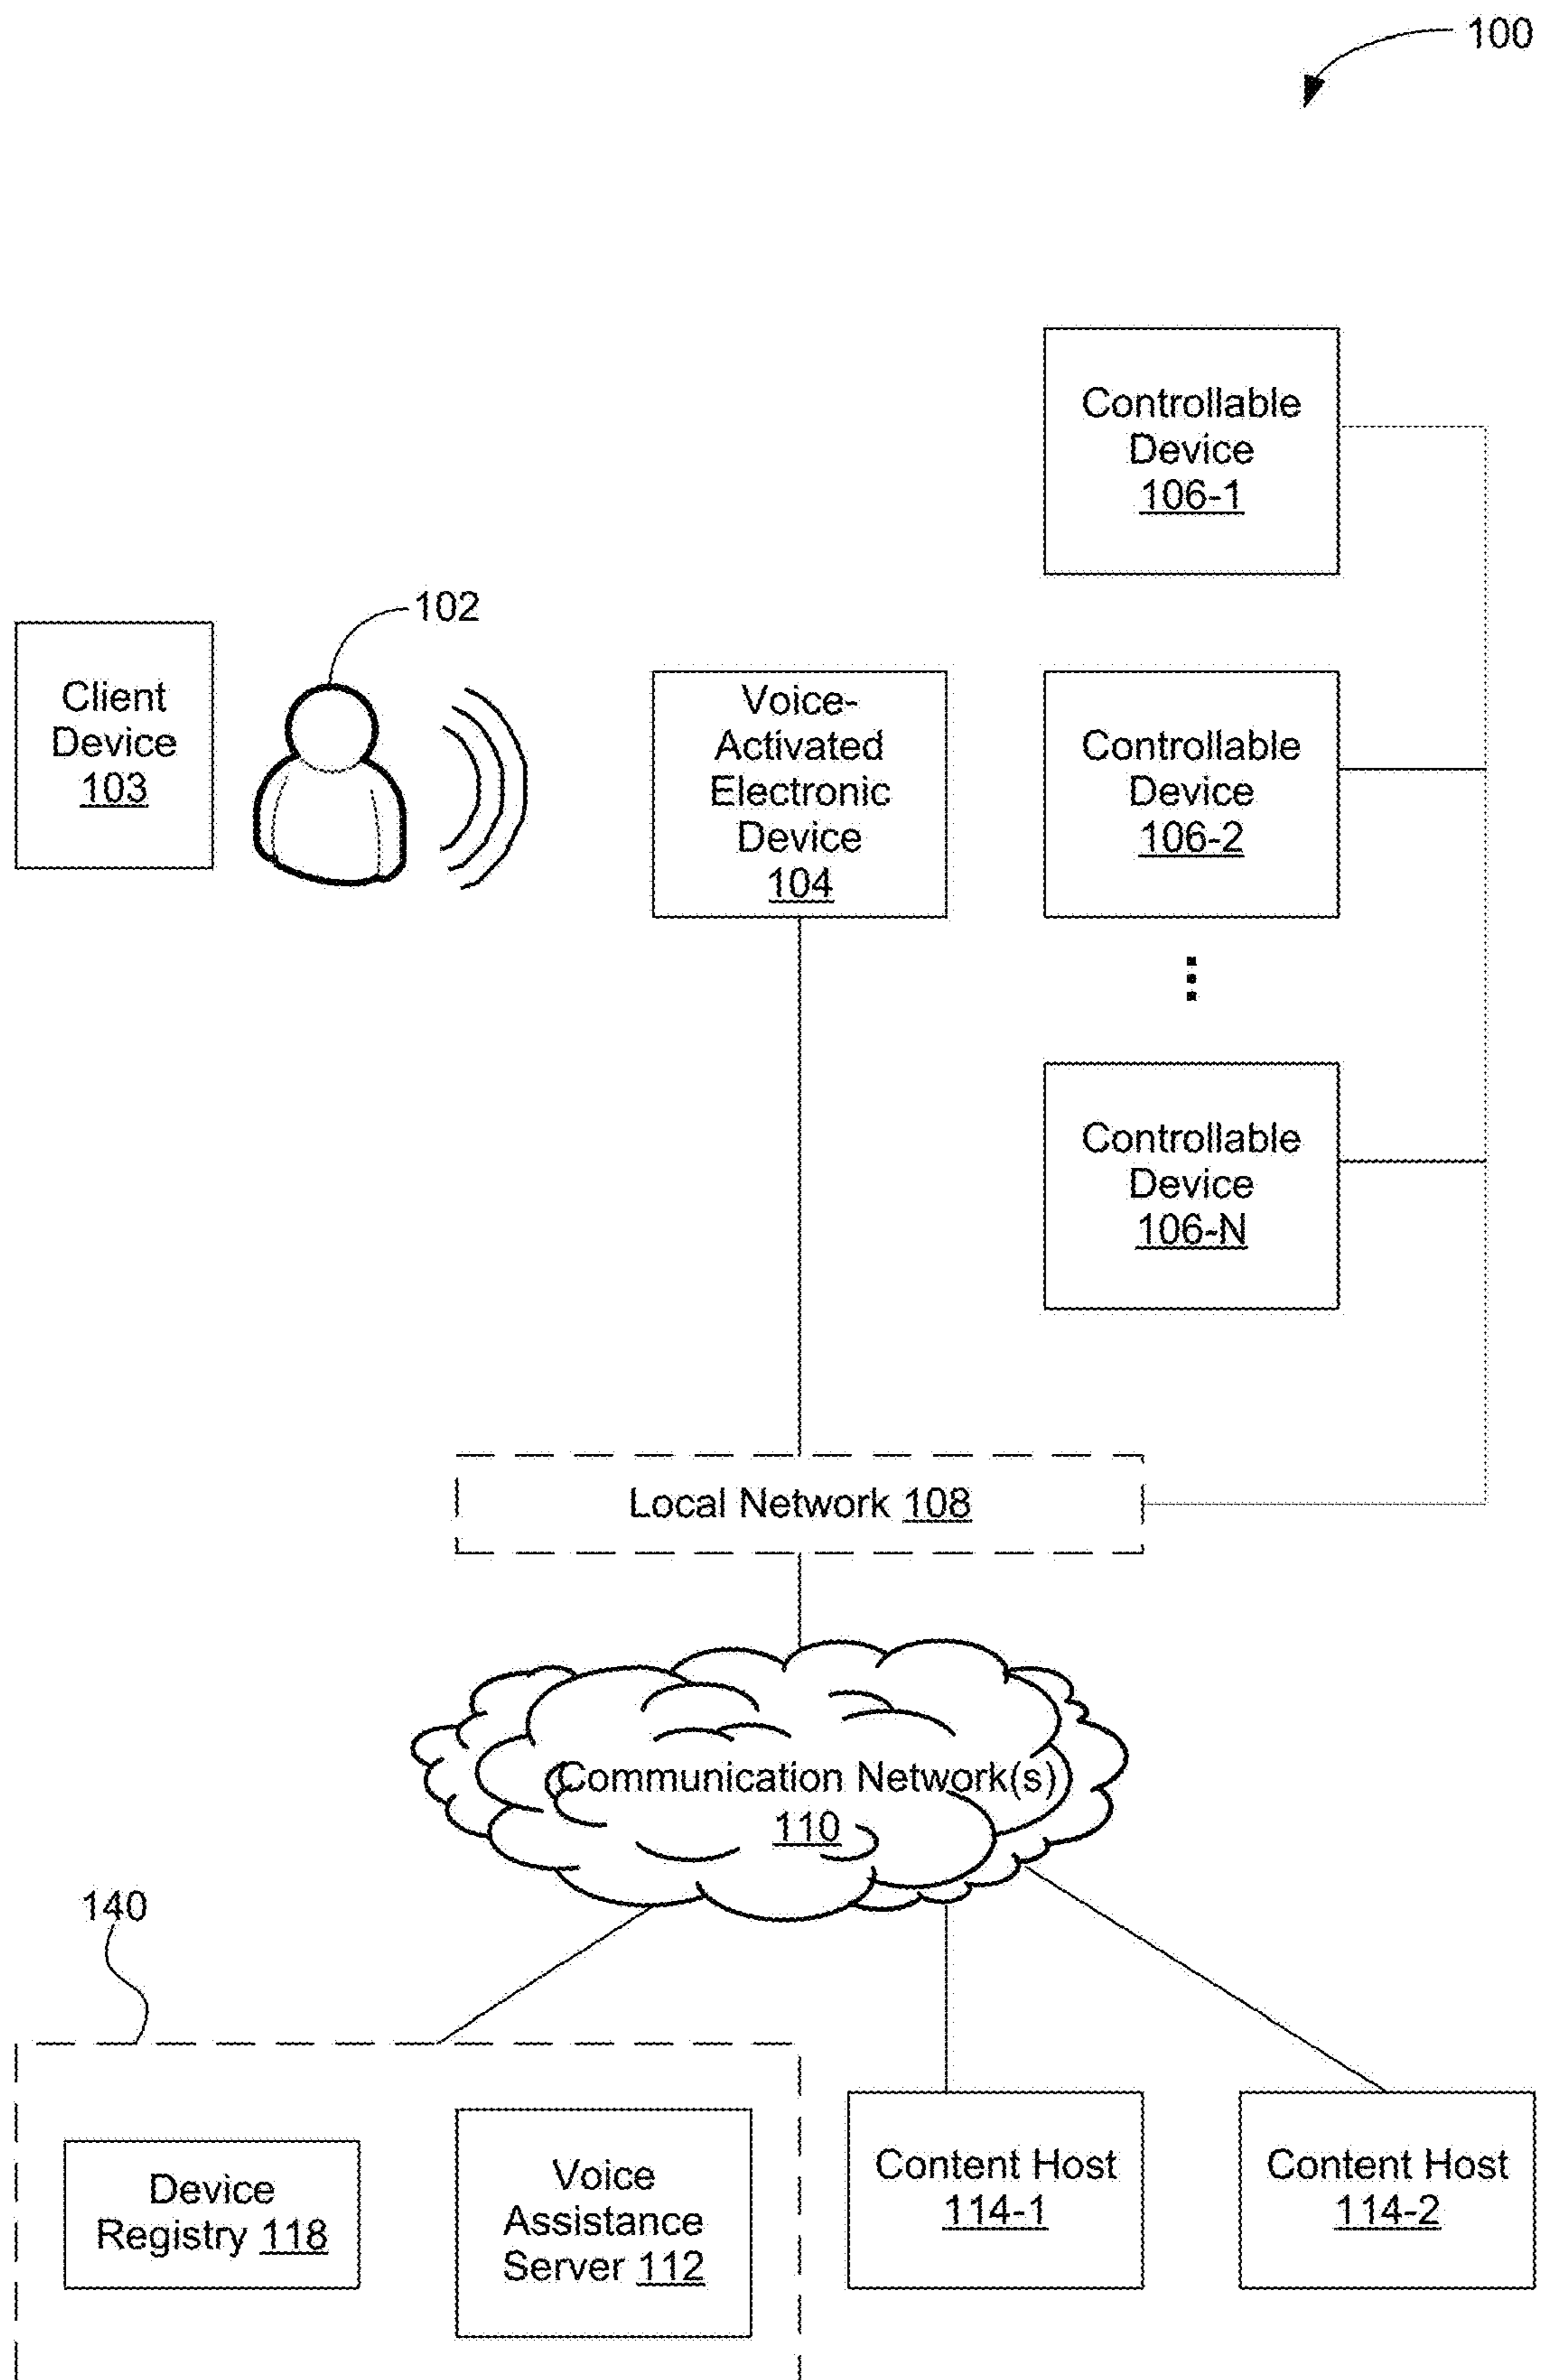 100
Controllable
Device
106-1
102
Client
Device
103
Voice-
Activated
Electronic
Device
104
Controllable
Device
106-2
Controllable
Device
106-N
Local Network 108
Communication Network(s)
110
140
Device
Registry 118
Voice
Assistance
Server 112
Content Host
114-1
Content Host
114-2